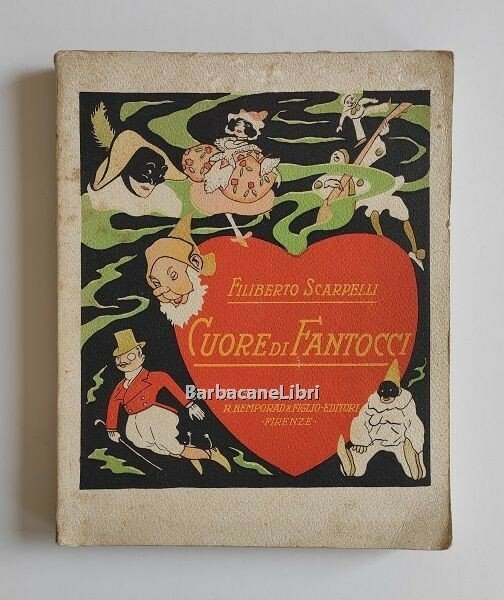 FILIBERTO SCARPELLI
CUORE DI FANTOCCI
BarbacaneLibri
R. BEMPORAD & FIGLIO - EDITORI
· FIRENZE ·